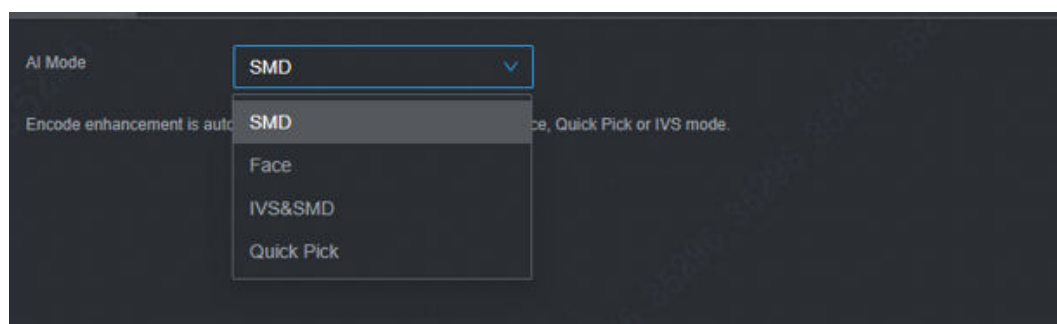 AI Mode
SMD
Encode enhancement is auto
SMD
ce, Quick Pick or IVS mode.
Face
IVS&SMD
Quick Pick